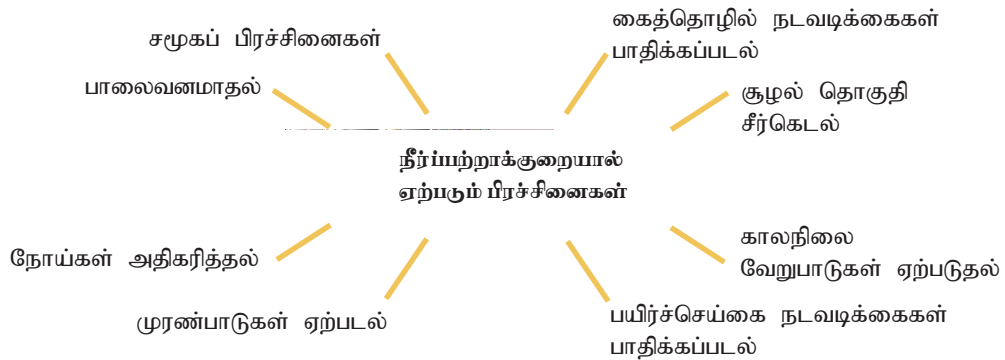 சமூகப் பிரச்சினைகள்
கைத்தொழில் நடவடிக்கைகள்
பாதிக்கப்படல்
பாலைவனமாதல்
சூழல் தொகுதி
சீர்கெடல்
நீர்ப்பற்றாக்குறையால்
ஏற்படும் பிரச்சினைகள்
நோய்கள் அதிகரித்தல்
காலநிலை
வேறுபாடுகள் ஏற்படுதல்
முரண்பாடுகள் ஏற்படல்
பயிர்ச்செய்கை நடவடிக்கைகள்
பாதிக்கப்படல்